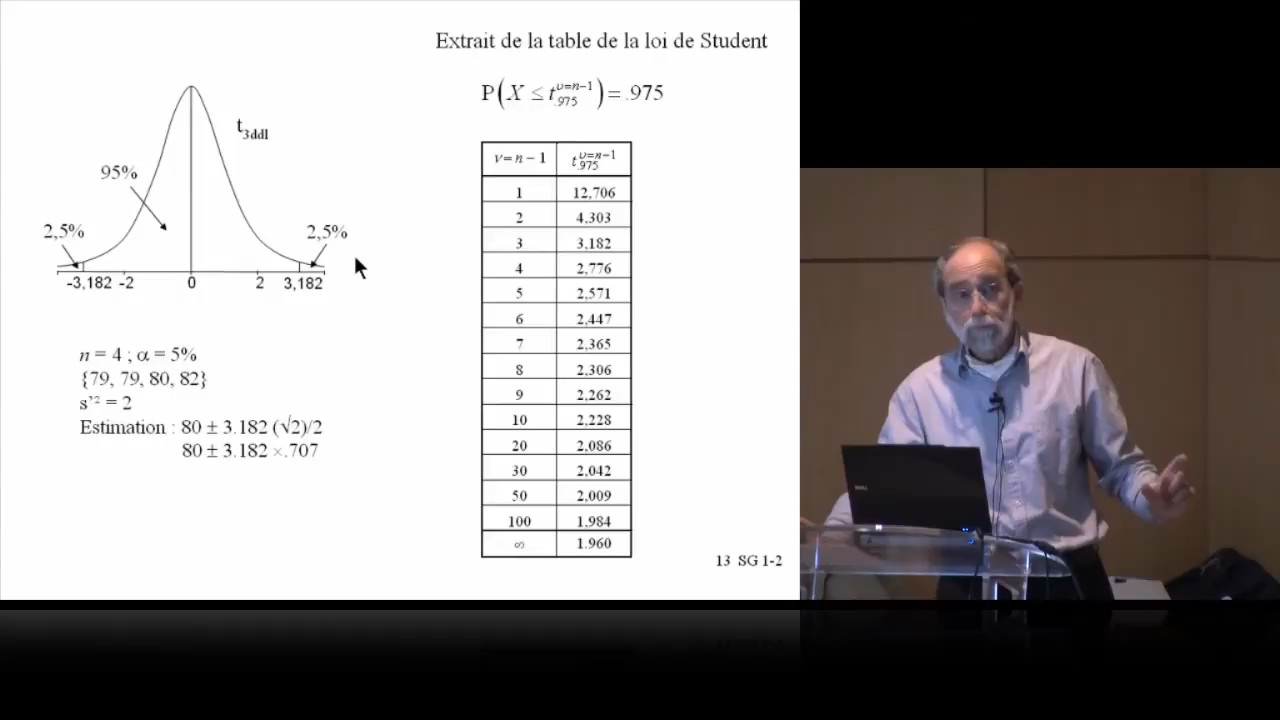 Extrait de la table de la loi de Student
P(X ≤ t.975^υ=n−1) = .975
t3ddl
95%
2,5% 2,5%
-3,182 -2 0 2 3,182
n = 4 ; α = 5%
{79, 79, 80, 82}
s'² = 2
Estimation : 80 ± 3.182 (√2)/2
80 ± 3.182 ×.707
ν = n − 1 t.975^υ=n−1
1 12,706
2 4,303
3 3,182
4 2,776
5 2,571
6 2,447
7 2,365
8 2,306
9 2,262
10 2,228
20 2,086
30 2,042
50 2,009
100 1,984
∞ 1.960
13 SG 1-2
DELL